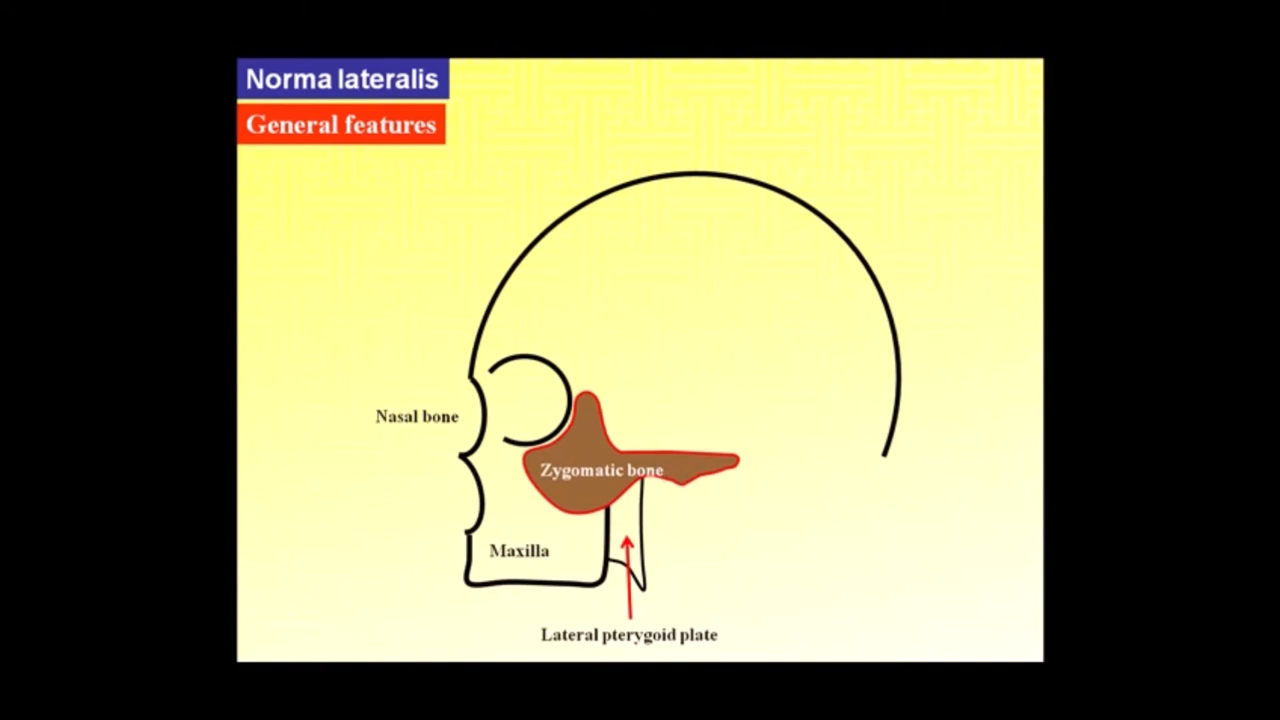 Norma lateralis
General features
Nasal bone
Zygomatic bone
Maxilla
Lateral pterygoid plate